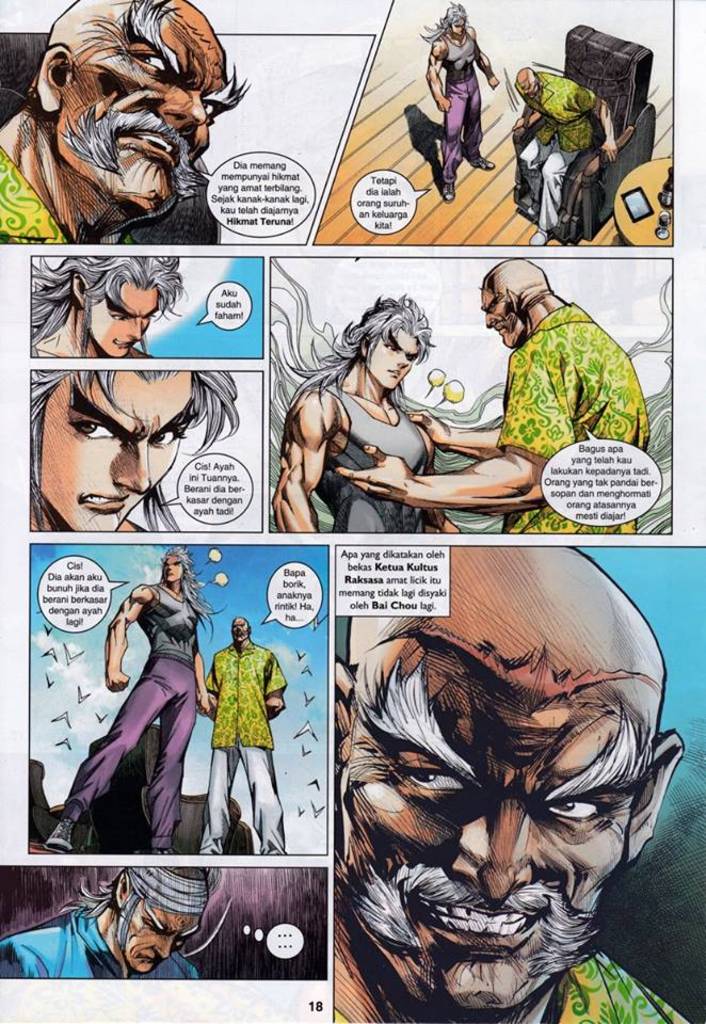 Dia memang
mempunyai hikmat
yang amat terbilang.
Sejak kanak-kanak lagi,
kau telah diajarnya
Hikmat Teruna!
Tetapi
dia ialah
orang suruh-
an keluarga
kita!
Aku
sudah
faham!
Cis! Ayah
ini Tuannya.
Berani dia ber-
kasar dengan
ayah tadi!
Bagus apa
yang telah kau
lakukan kepadanya tadi.
Orang yang tak pandai ber-
sopan dan menghormati
orang atasannya
mesti diajar!
Cis!
Dia akan aku
bunuh jika dia
berani berkasar
dengan ayah
lagi!
Bapa
borik,
anaknya
rintik! Ha,
ha...
Apa yang dikatakan oleh
bekas Ketua Kultus
Raksasa amat licik itu
memang tidak lagi disyaki
oleh Bai Chou lagi.
...
...
18